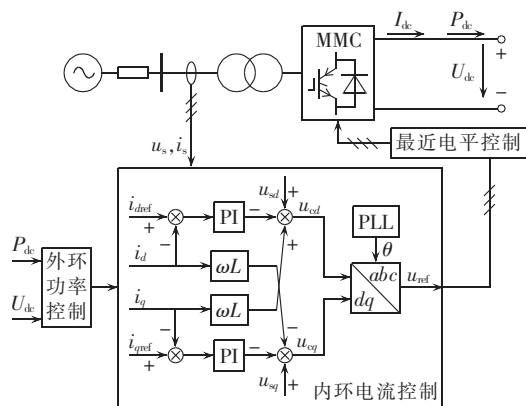 I_dc
P_dc
MMC
+
U_dc
−
u_s, i_s
最近电平控制
i_dref
+
−
PI
−
u_sd
+
u_cd
+
PLL
θ
P_dc
U_dc
外环
功率
控制
i_d
ωL
i_q
ωL
abc
dq
u_ref
−
i_qref
+
−
PI
−
u_cq
u_sq
+
内环电流控制